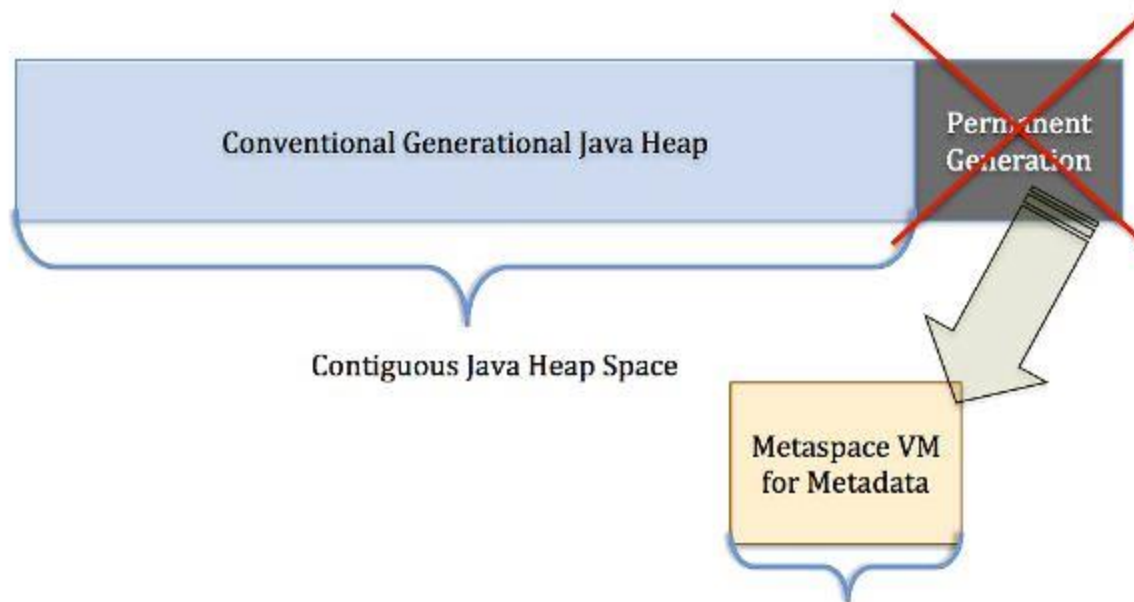 Conventional Generational Java Heap
Permanent
Generation
Contiguous Java Heap Space
Metaspace VM
for Metadata